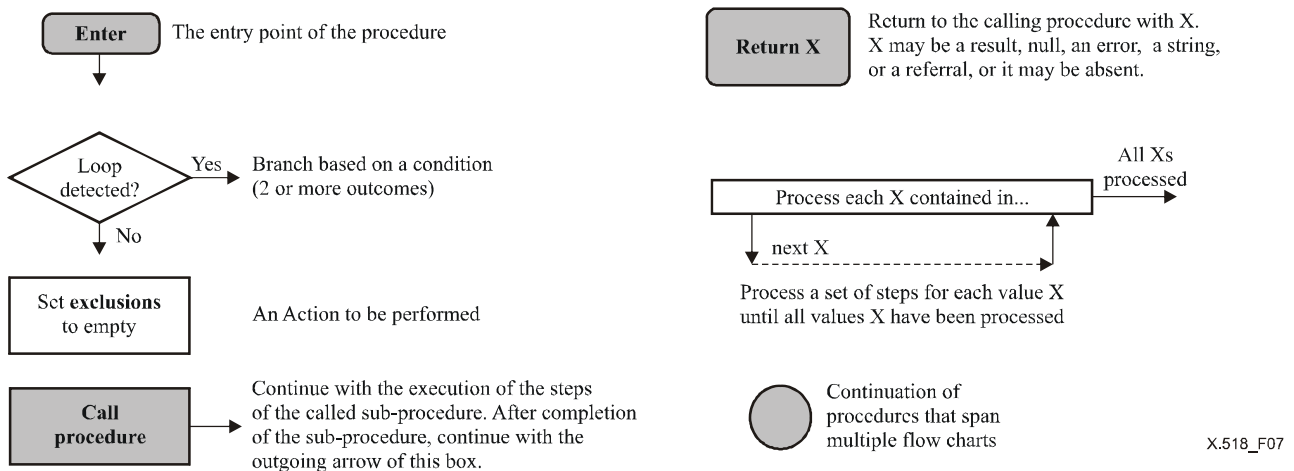 Enter
The entry point of the procedure
Loop
detected?
Yes
Branch based on a condition
(2 or more outcomes)
No
Set exclusions
to empty
An Action to be performed
Call
procedure
Continue with the execution of the steps
of the called sub-procedure. After completion
of the sub-procedure, continue with the
outgoing arrow of this box.
Return X
Return to the calling procedure with X.
X may be a result, null, an error, a string,
or a referral, or it may be absent.
All Xs
processed
Process each X contained in...
next X
Process a set of steps for each value X
until all values X have been processed
Continuation of
procedures that span
multiple flow charts
X.518_F07